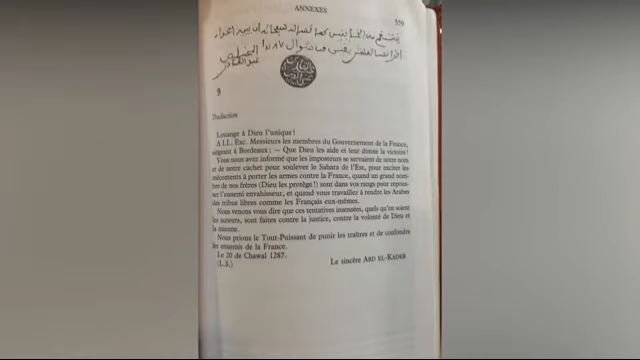 ANNEXES
559
9
Traduction
Louange à Dieu l'unique !
A LL. Exc. Messieurs les membres du Gouvernement de la France,
siégeant à Bordeaux ; — Que Dieu les aide et leur donne la victoire !
Vous nous avez informé que les imposteurs se servaient de notre nom
et de notre cachet pour soulever le Sahara de l'Est, pour exciter les
mécontents à porter les armes contre la France, quand un grand nom-
bre de nos frères (Dieu les protège !) sont dans vos rangs pour repous-
ser l'ennemi envahisseur, et quand vous travaillez à rendre les Arabes
des tribus libres comme les Français eux-mêmes.
Nous venons vous dire que ces tentatives insensées, quels qu'en soient
les auteurs, sont faites contre la justice, contre la volonté de Dieu et
la mienne.
Nous prions le Tout-Puissant de punir les traîtres et de confondre
les ennemis de la France.
Le 20 de Chawal 1287.
(L.S.) Le sincère ABD EL-KADER